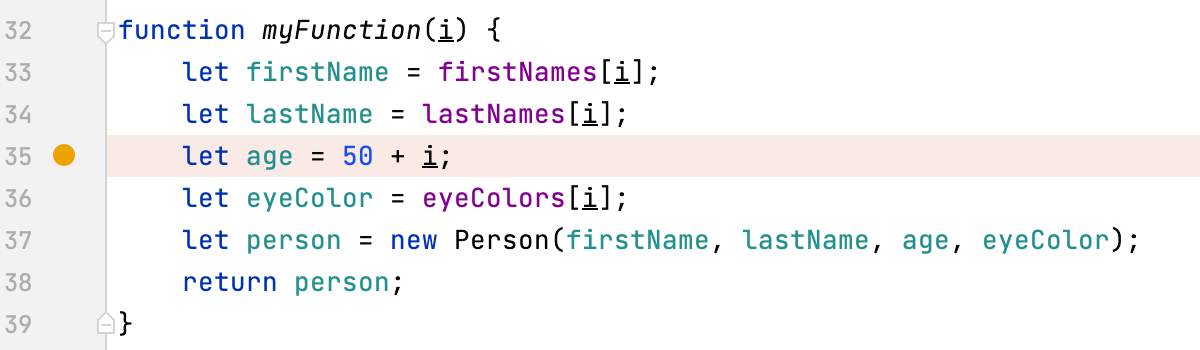 32 function myFunction(i) {
33 let firstName = firstNames[i];
34 let lastName = lastNames[i];
35 let age = 50 + i;
36 let eyeColor = eyeColors[i];
37 let person = new Person(firstName, lastName, age, eyeColor);
38 return person;
39 }